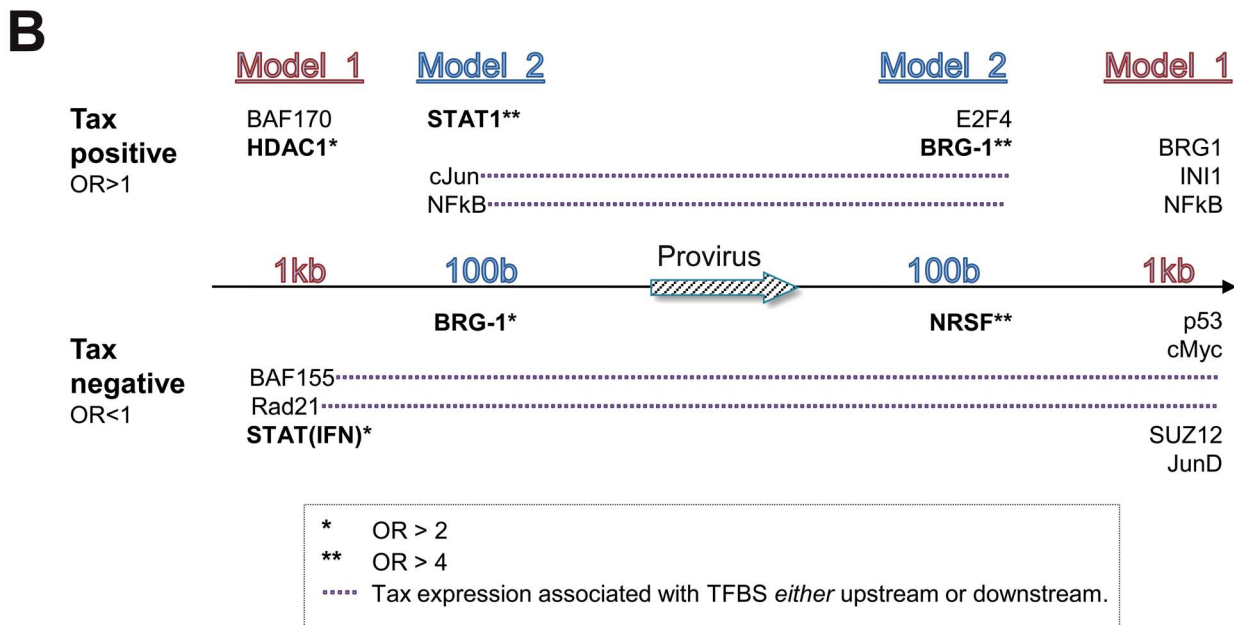 B
Model 1 Model 2 Model 2 Model 1
Tax positive
OR>1
BAF170 STAT1** E2F4
HDAC1* BRG-1** BRG1
cJun INI1
NFkB NFkB
Provirus
1kb 100b 100b 1kb
Tax negative
OR<1
BRG-1* NRSF** p53
cMyc
BAF155
Rad21
STAT(IFN)* SUZ12
JunD
* OR > 2
** OR > 4
Tax expression associated with TFBS either upstream or downstream.